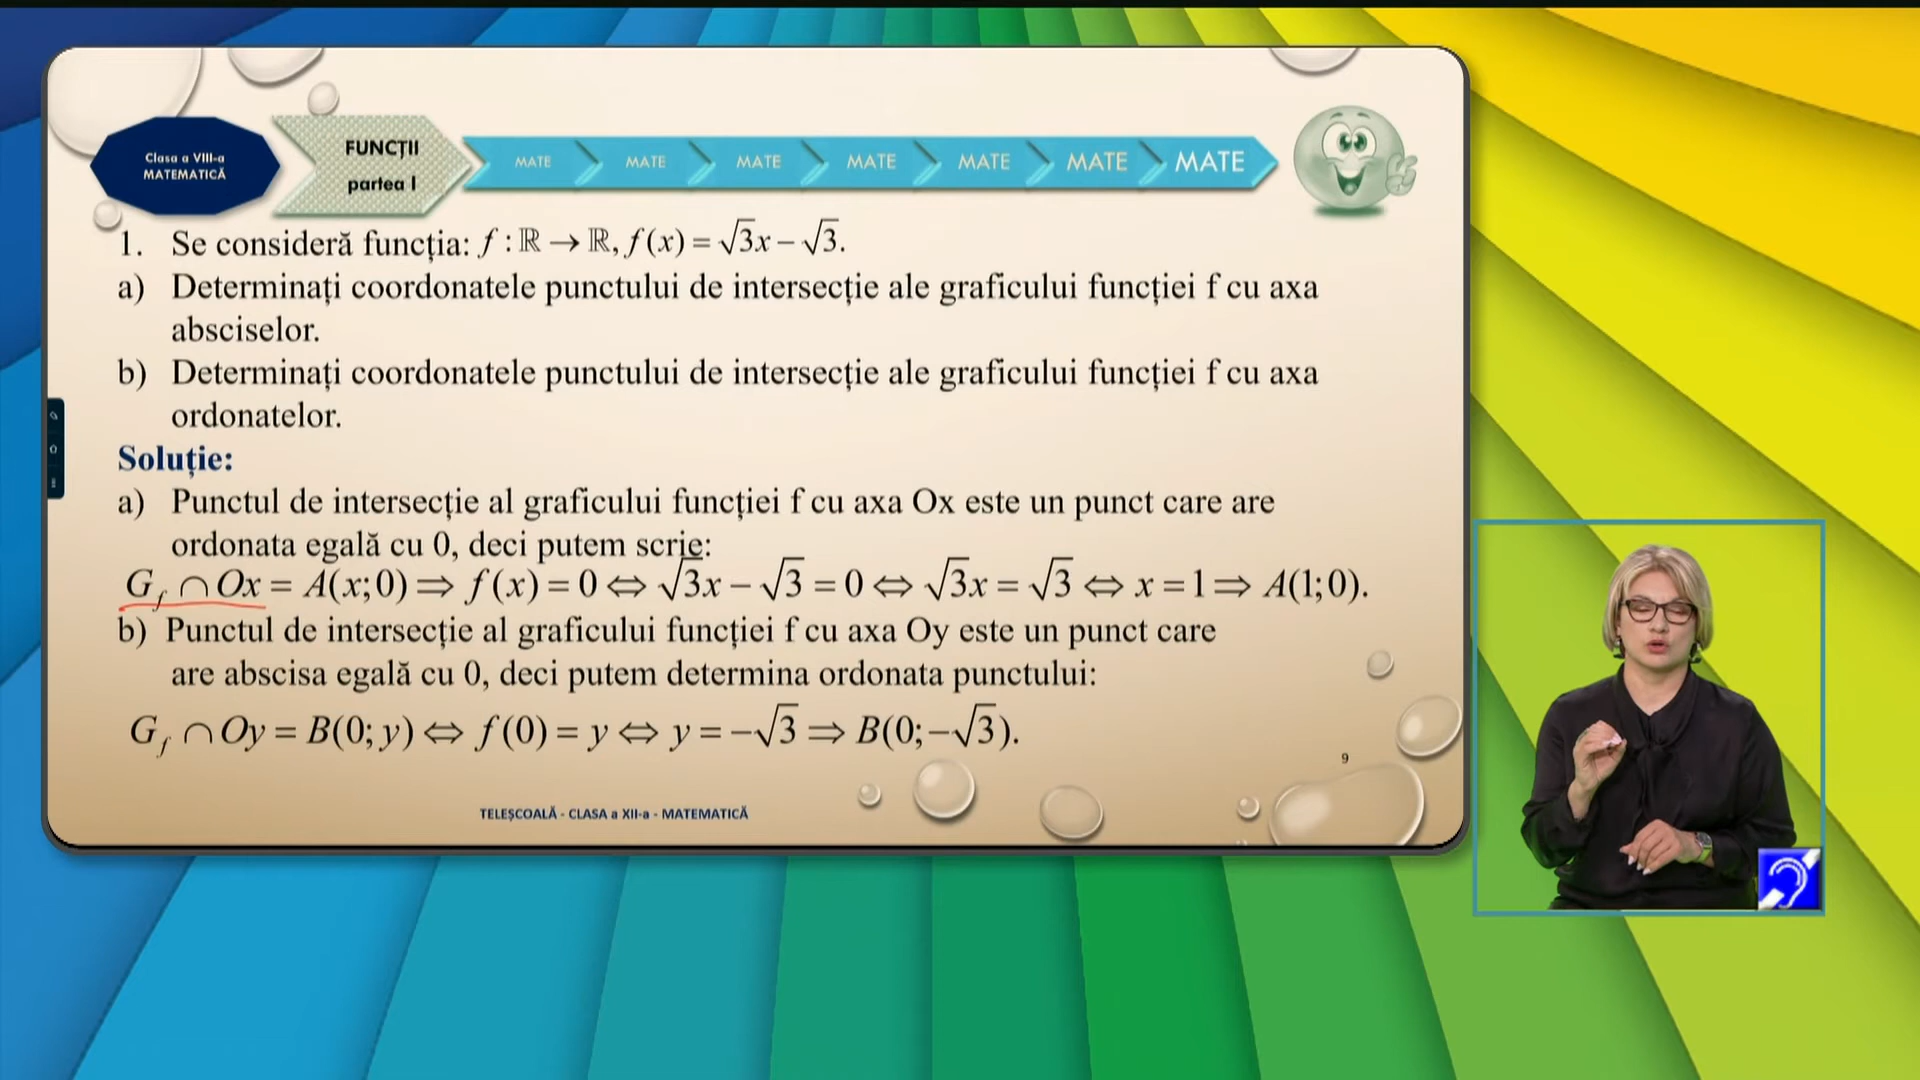 Clasa a VIII-a
MATEMATICĂ
FUNCȚII
partea I
MATE MATE MATE MATE MATE MATE MATE
1. Se consideră funcția: f : ℝ → ℝ, f(x) = √3x − √3.
a) Determinați coordonatele punctului de intersecție ale graficului funcției f cu axa
absciselor.
b) Determinați coordonatele punctului de intersecție ale graficului funcției f cu axa
ordonatelor.
Soluție:
a) Punctul de intersecție al graficului funcției f cu axa Ox este un punct care are
ordonata egală cu 0, deci putem scrie:
G_f ∩ Ox = A(x;0) ⇒ f(x) = 0 ⇔ √3x − √3 = 0 ⇔ √3x = √3 ⇔ x = 1 ⇒ A(1;0).
b) Punctul de intersecție al graficului funcției f cu axa Oy este un punct care
are abscisa egală cu 0, deci putem determina ordonata punctului:
G_f ∩ Oy = B(0; y) ⇔ f(0) = y ⇔ y = −√3 ⇒ B(0;−√3).
9
TELEȘCOALĂ - CLASA a XII-a - MATEMATICĂ